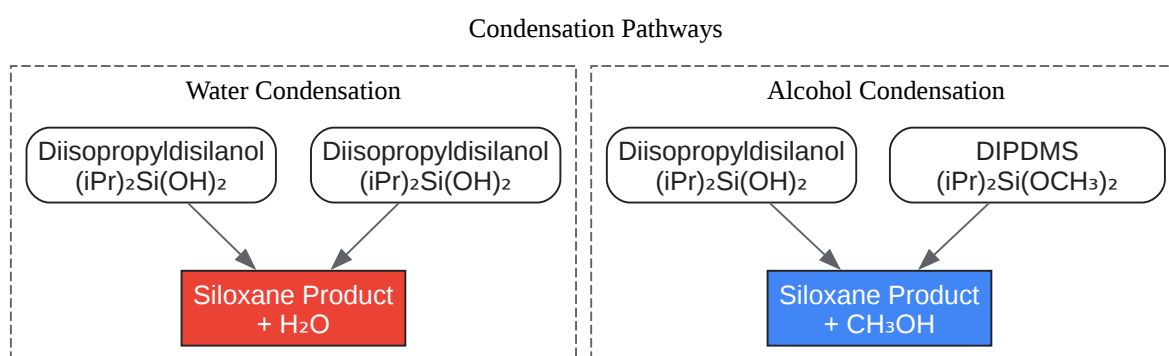 Condensation Pathways
Water Condensation
Diisopropyldisilanol
(iPr)₂Si(OH)₂
Diisopropyldisilanol
(iPr)₂Si(OH)₂
Siloxane Product
+ H₂O
Alcohol Condensation
Diisopropyldisilanol
(iPr)₂Si(OH)₂
DIPDMS
(iPr)₂Si(OCH₃)₂
Siloxane Product
+ CH₃OH